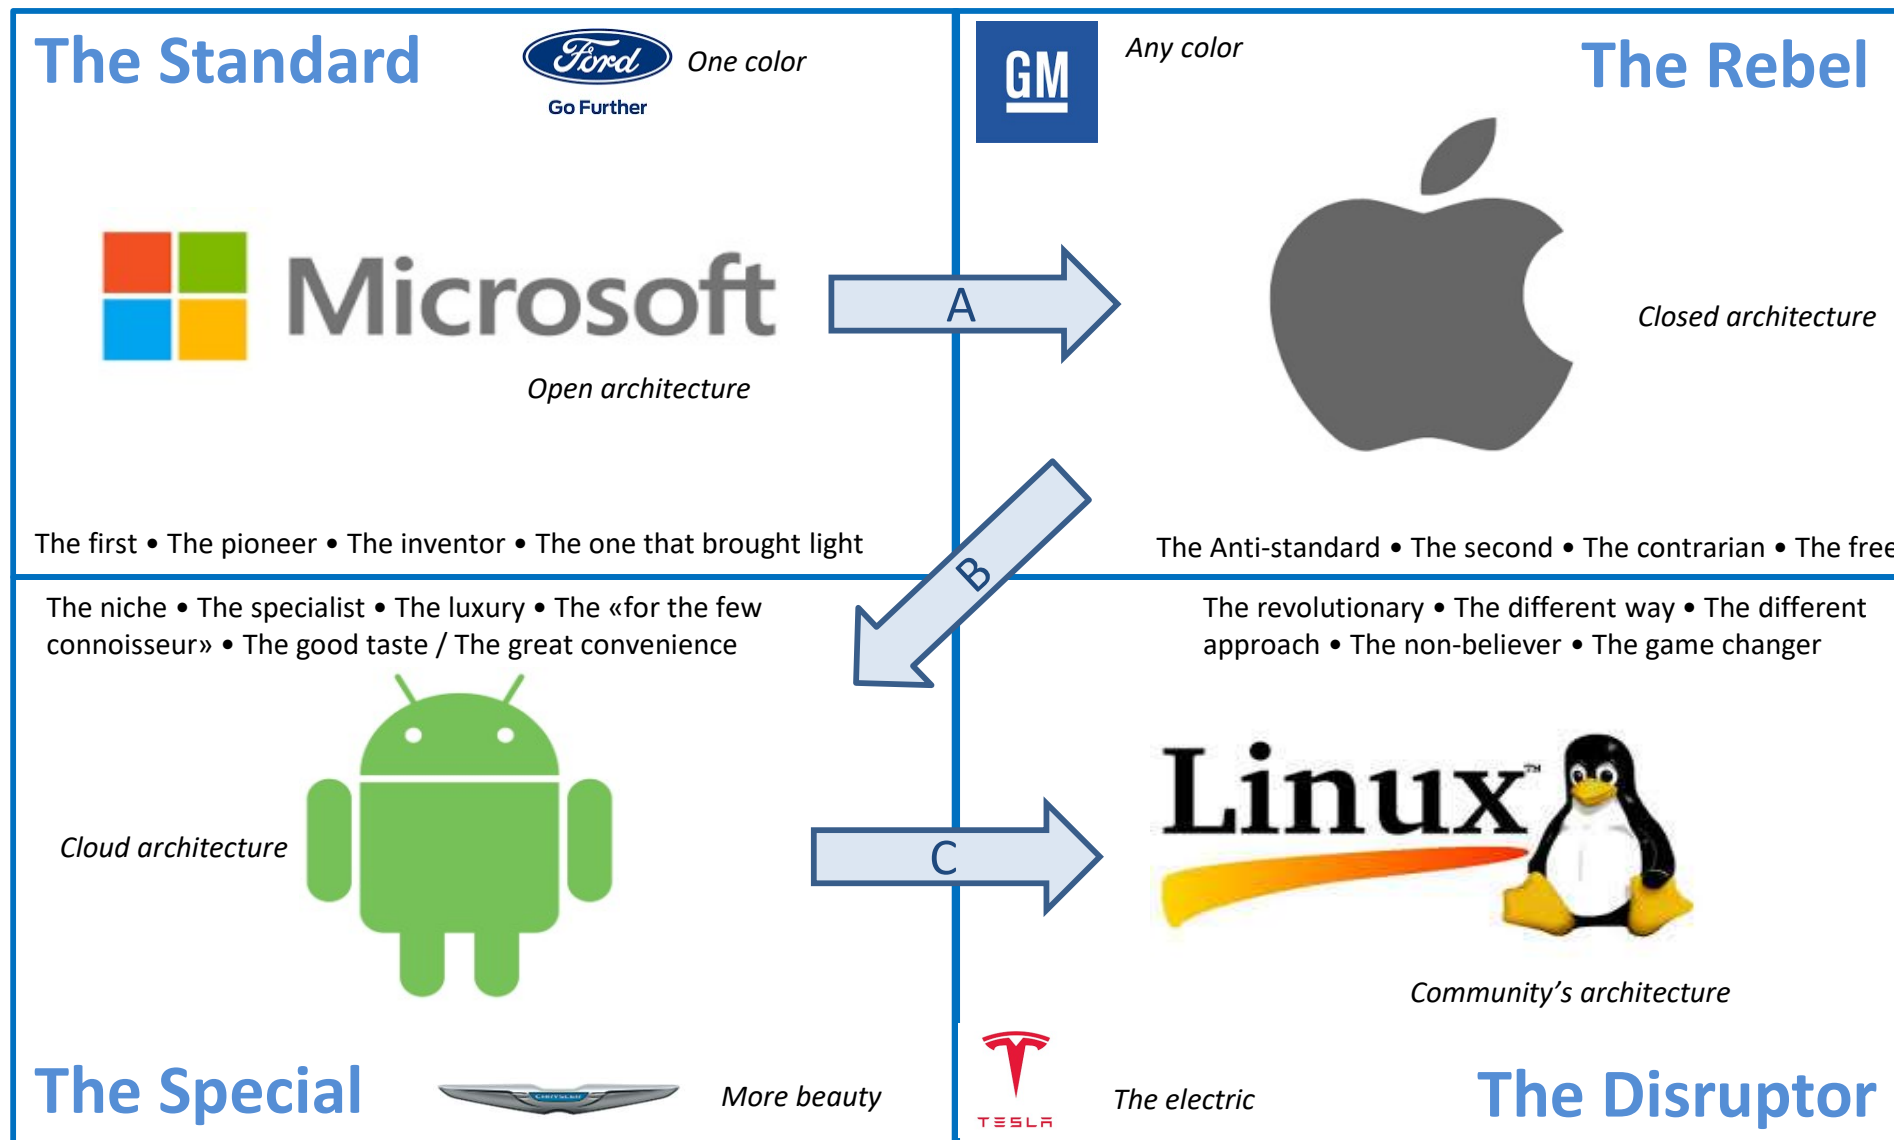 The Standard
Ford
Go Further
One color
Microsoft
Open architecture
The first • The pioneer • The inventor • The one that brought light
GM
Any color
The Rebel
Closed architecture
The Anti-standard • The second • The contrarian • The free
A
B
The niche • The specialist • The luxury • The «for the few
connoisseur» • The good taste / The great convenience
Cloud architecture
The Special
CHRYSLER
More beauty
C
The revolutionary • The different way • The different
approach • The non-believer • The game changer
Linux™
Community’s architecture
TESLA
The electric
The Disruptor